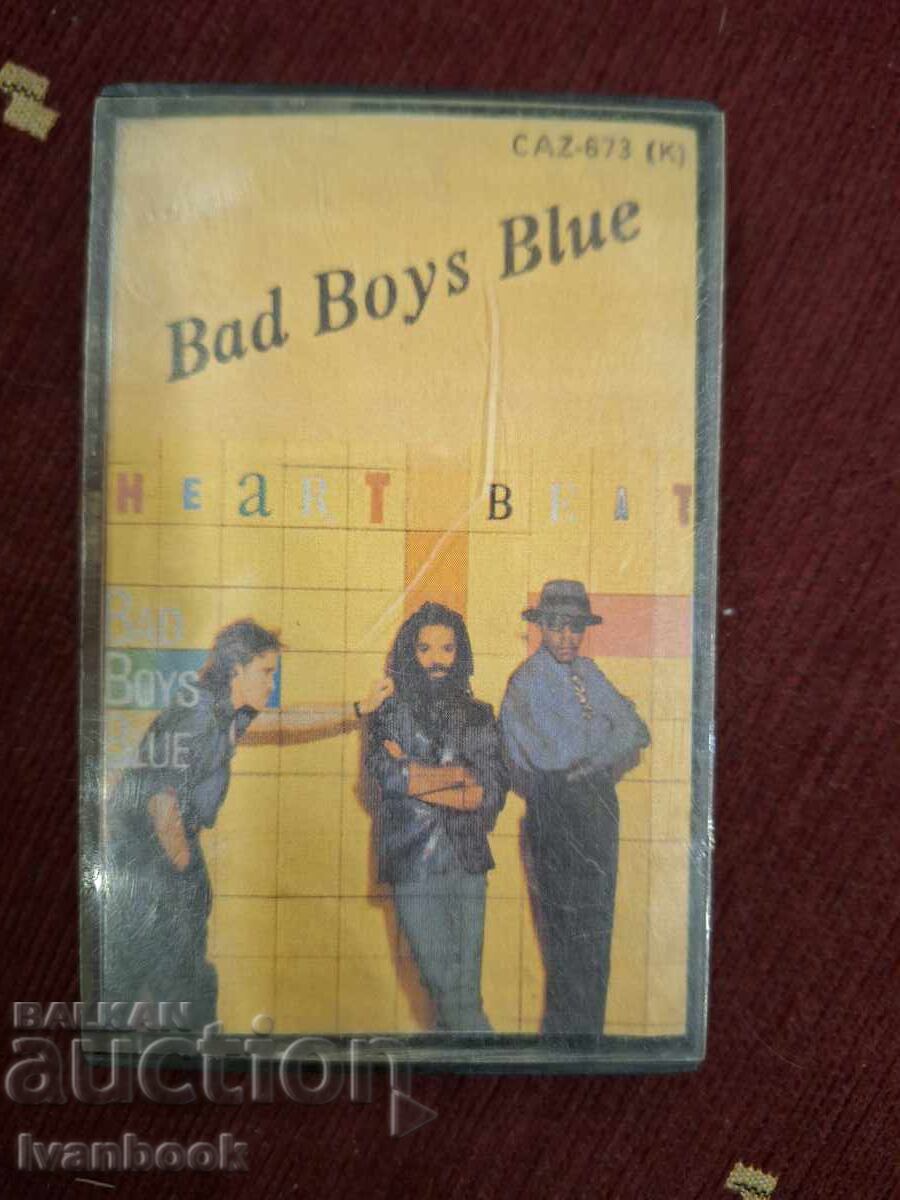 CAZ-673 (K)
Bad Boys Blue
HEaRT BEAT
BAD
BOYS
BLUE
BALKAN
auction
Ivanbook